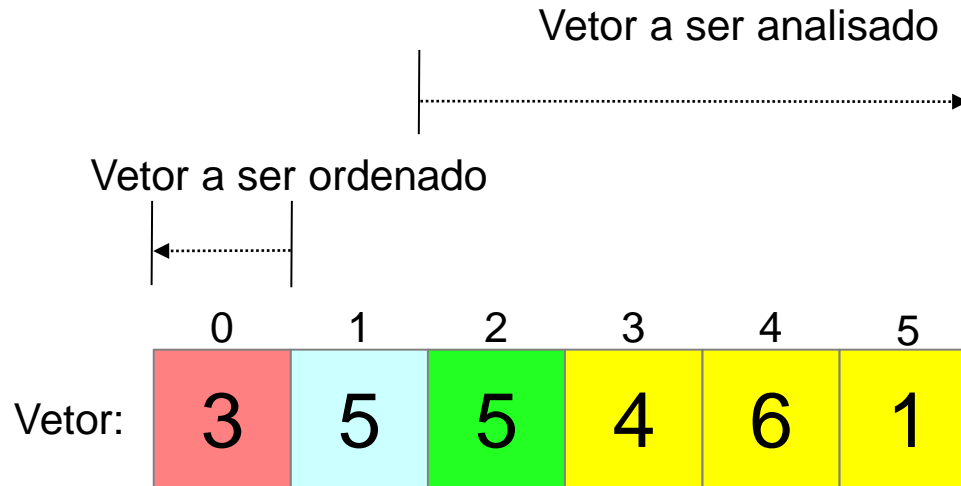 Vetor a ser analisado
Vetor a ser ordenado
0 1 2 3 4 5
Vetor: 3 5 5 4 6 1